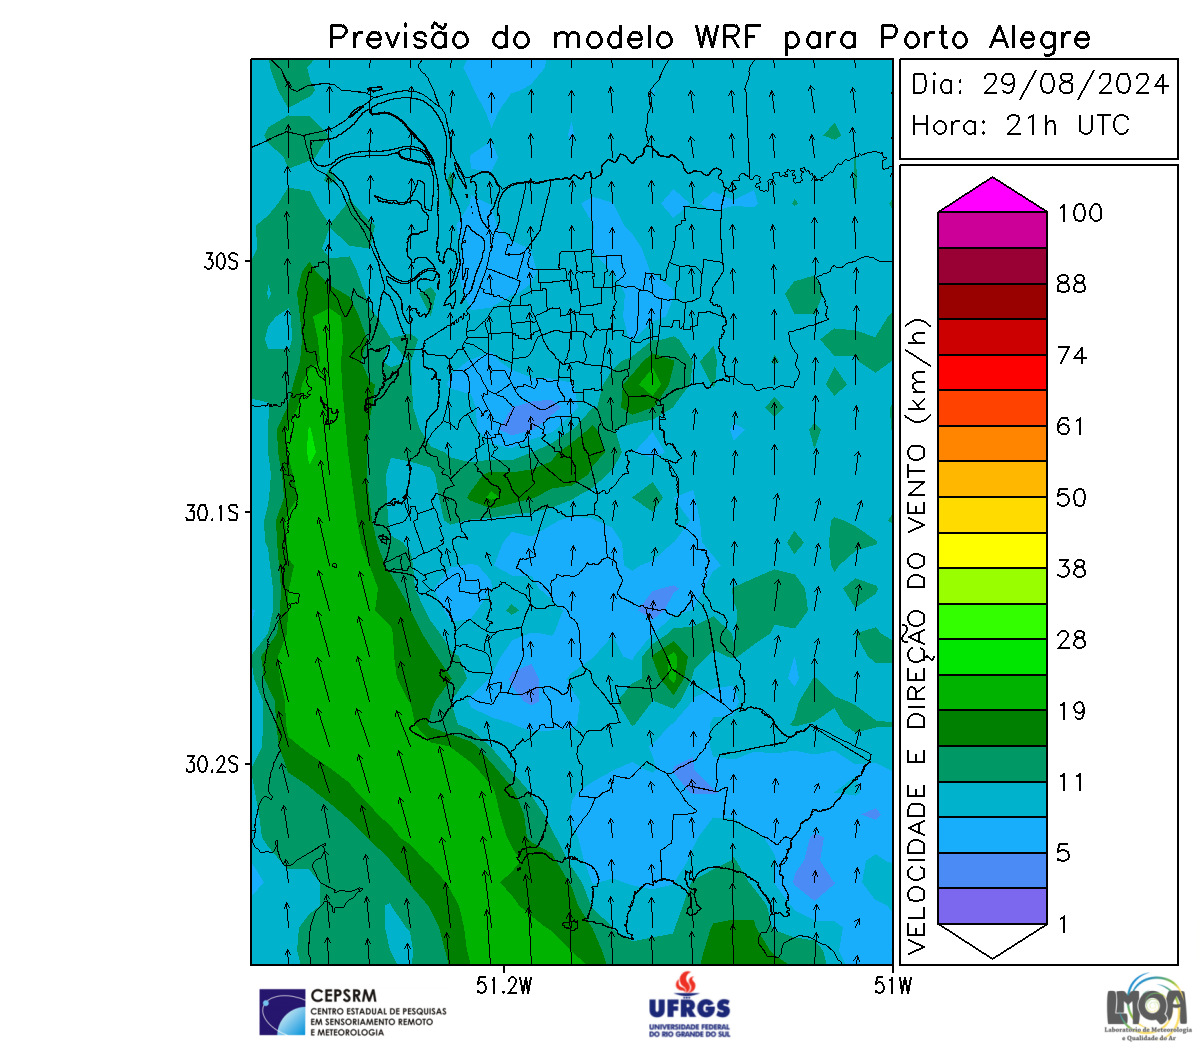 Previsão do modelo WRF para Porto Alegre
Dia: 29/08/2024
Hora: 21h UTC
30S
30.1S
30.2S
51.2W
51W
VELOCIDADE E DIREÇÃO DO VENTO (km/h)
100
88
74
61
50
38
28
19
11
5
1
CEPSRM
CENTRO ESTADUAL DE PESQUISAS
EM SENSORIAMENTO REMOTO
E METEOROLOGIA
UFRGS
UNIVERSIDADE FEDERAL
DO RIO GRANDE DO SUL
LMQA
Laboratório de Meteorologia
e Qualidade do Ar